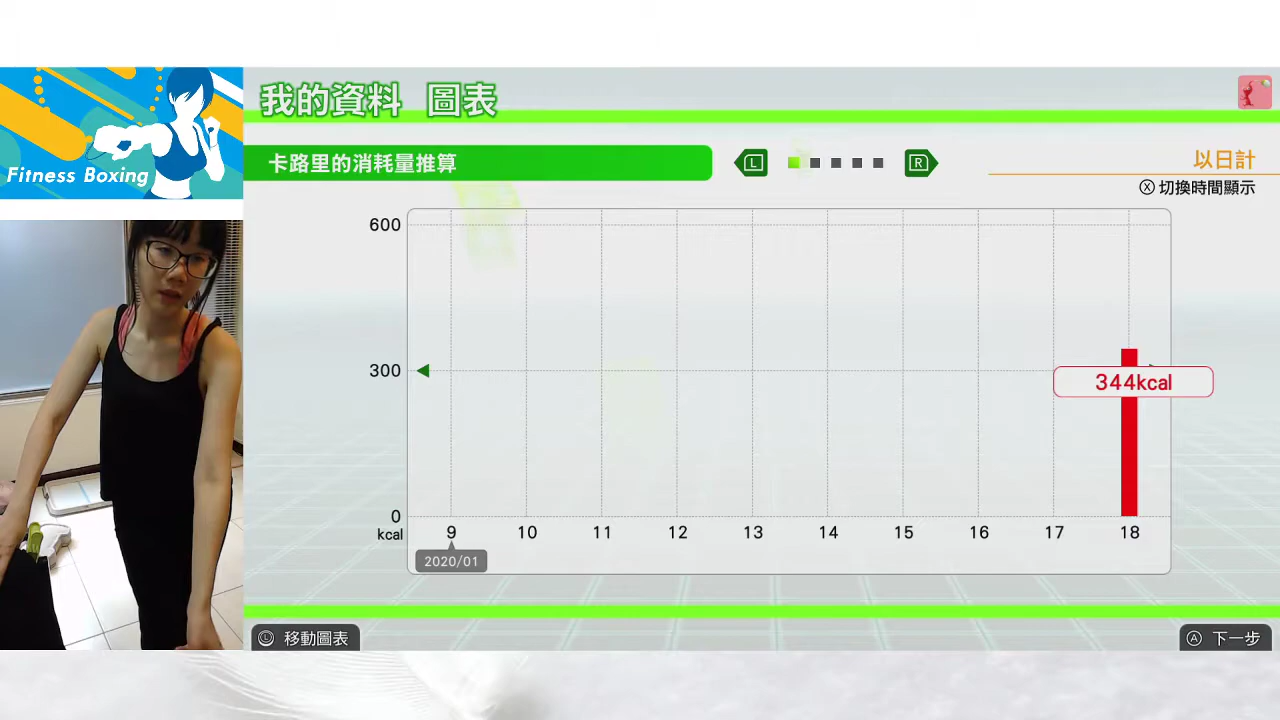 我的資料 圖表
Fitness Boxing
卡路里的消耗量推算
L
R
以日計
X 切換時間顯示
600
300
344kcal
0
kcal
9 10 11 12 13 14 15 16 17 18
2020/01
L 移動圖表
A 下一步